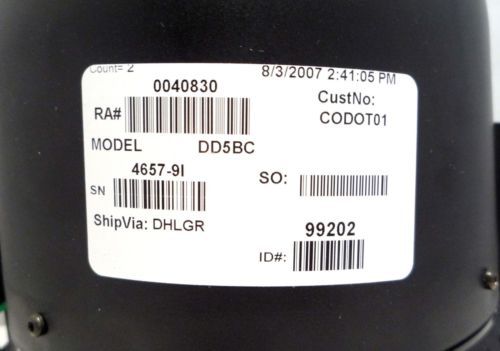 Count= 2 8/3/2007 2:41:05 PM
0040830 CustNo:
RA# CODOT01
MODEL DD5BC
4657-9I
SN SO:
ShipVia: DHLGR 99202
ID#: